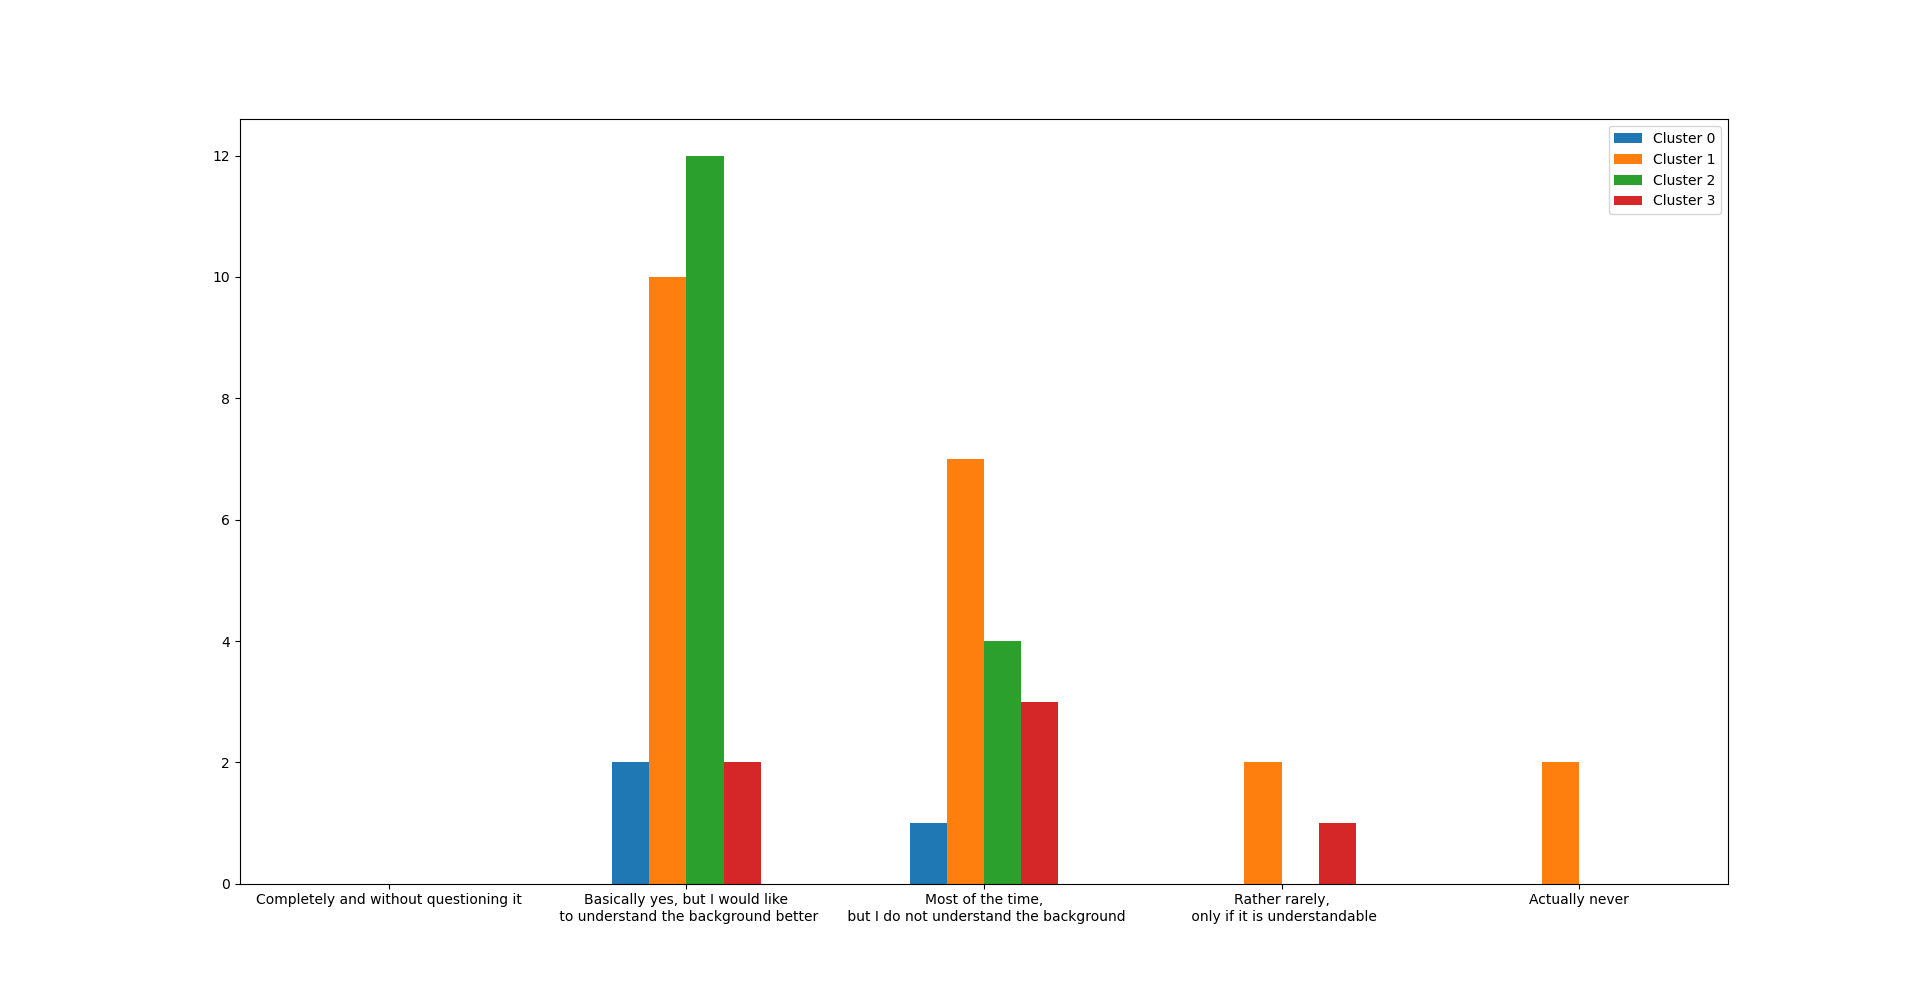 12
10
8
6
4
2
0
Cluster 0
Cluster 1
Cluster 2
Cluster 3
Completely and without questioning it
Basically yes, but I would like
to understand the background better
Most of the time,
but I do not understand the background
Rather rarely,
only if it is understandable
Actually never